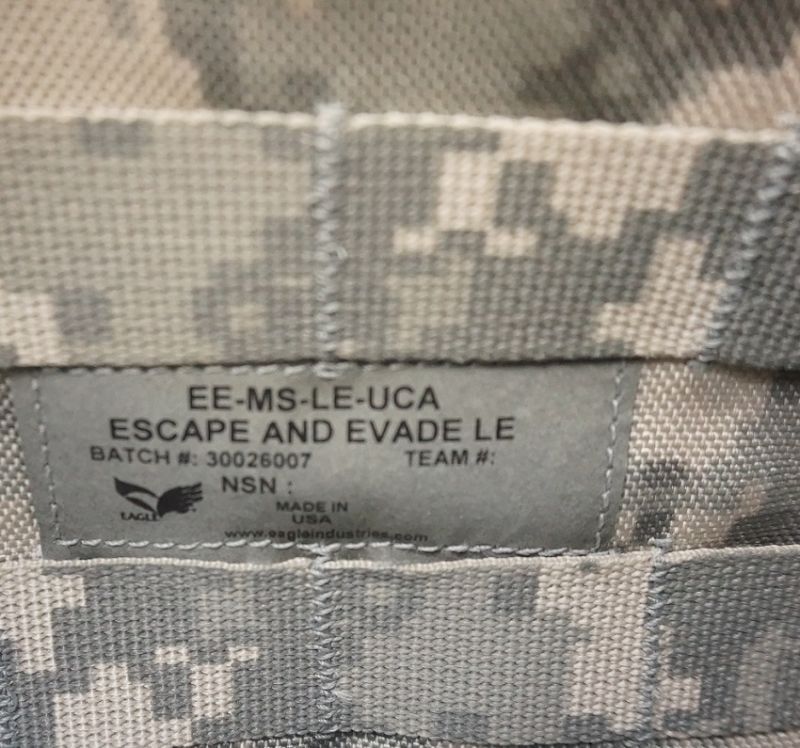 EE-MS-LE-UCA
ESCAPE AND EVADE LE
BATCH #: 30026007 TEAM #:
NSN :
EAGLE
MADE IN
USA
www.eagleindustries.com